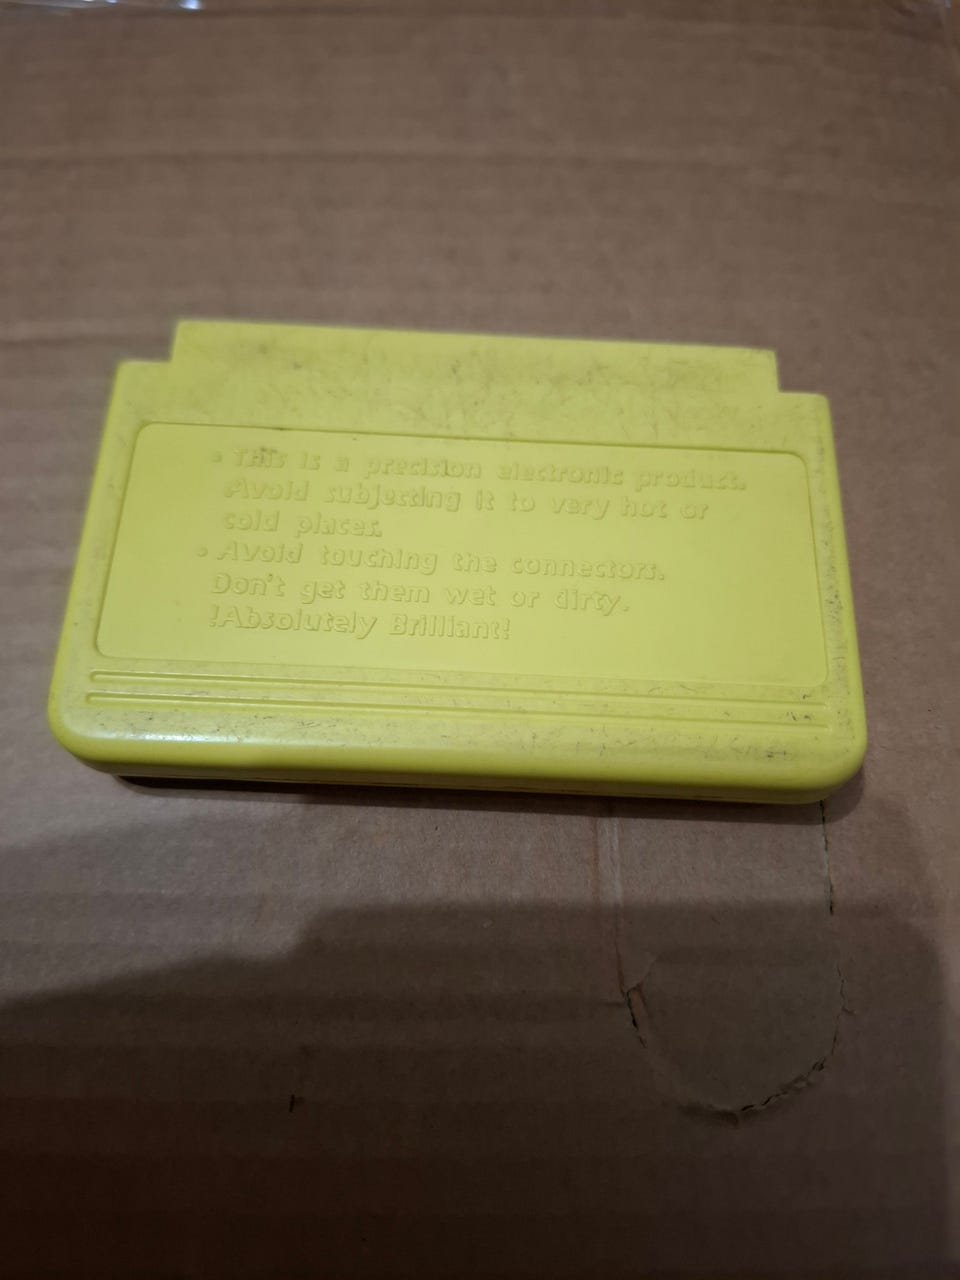 • This is a precision electronic product.
Avoid subjecting it to very hot or
cold places.
• Avoid touching the connectors.
Don't get them wet or dirty.
!Absolutely Brilliant!